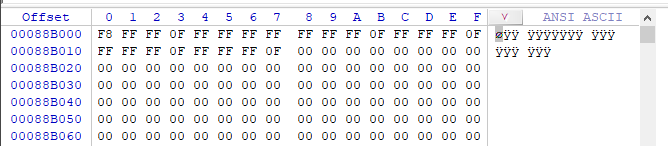 Offset 0 1 2 3 4 5 6 7 8 9 A B C D E F ANSI ASCII
00088B000 F8 FF FF 0F FF FF FF FF FF FF FF 0F FF FF FF 0F øÿÿ ÿÿÿÿÿÿÿ ÿÿÿ
00088B010 FF FF FF 0F FF FF FF 0F 00 00 00 00 00 00 00 00 ÿÿÿ ÿÿÿ
00088B020 00 00 00 00 00 00 00 00 00 00 00 00 00 00 00 00
00088B030 00 00 00 00 00 00 00 00 00 00 00 00 00 00 00 00
00088B040 00 00 00 00 00 00 00 00 00 00 00 00 00 00 00 00
00088B050 00 00 00 00 00 00 00 00 00 00 00 00 00 00 00 00
00088B060 00 00 00 00 00 00 00 00 00 00 00 00 00 00 00 00